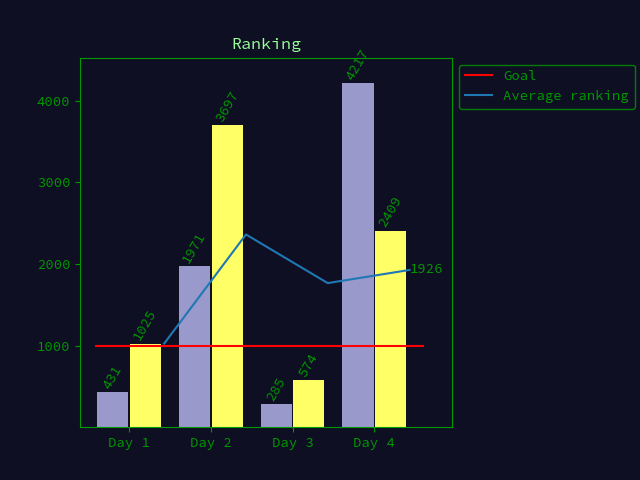 Ranking
Goal
Average ranking
4000
3000
2000
1000
431
1025
1971
3697
285
574
4217
2409
1926
Day 1
Day 2
Day 3
Day 4